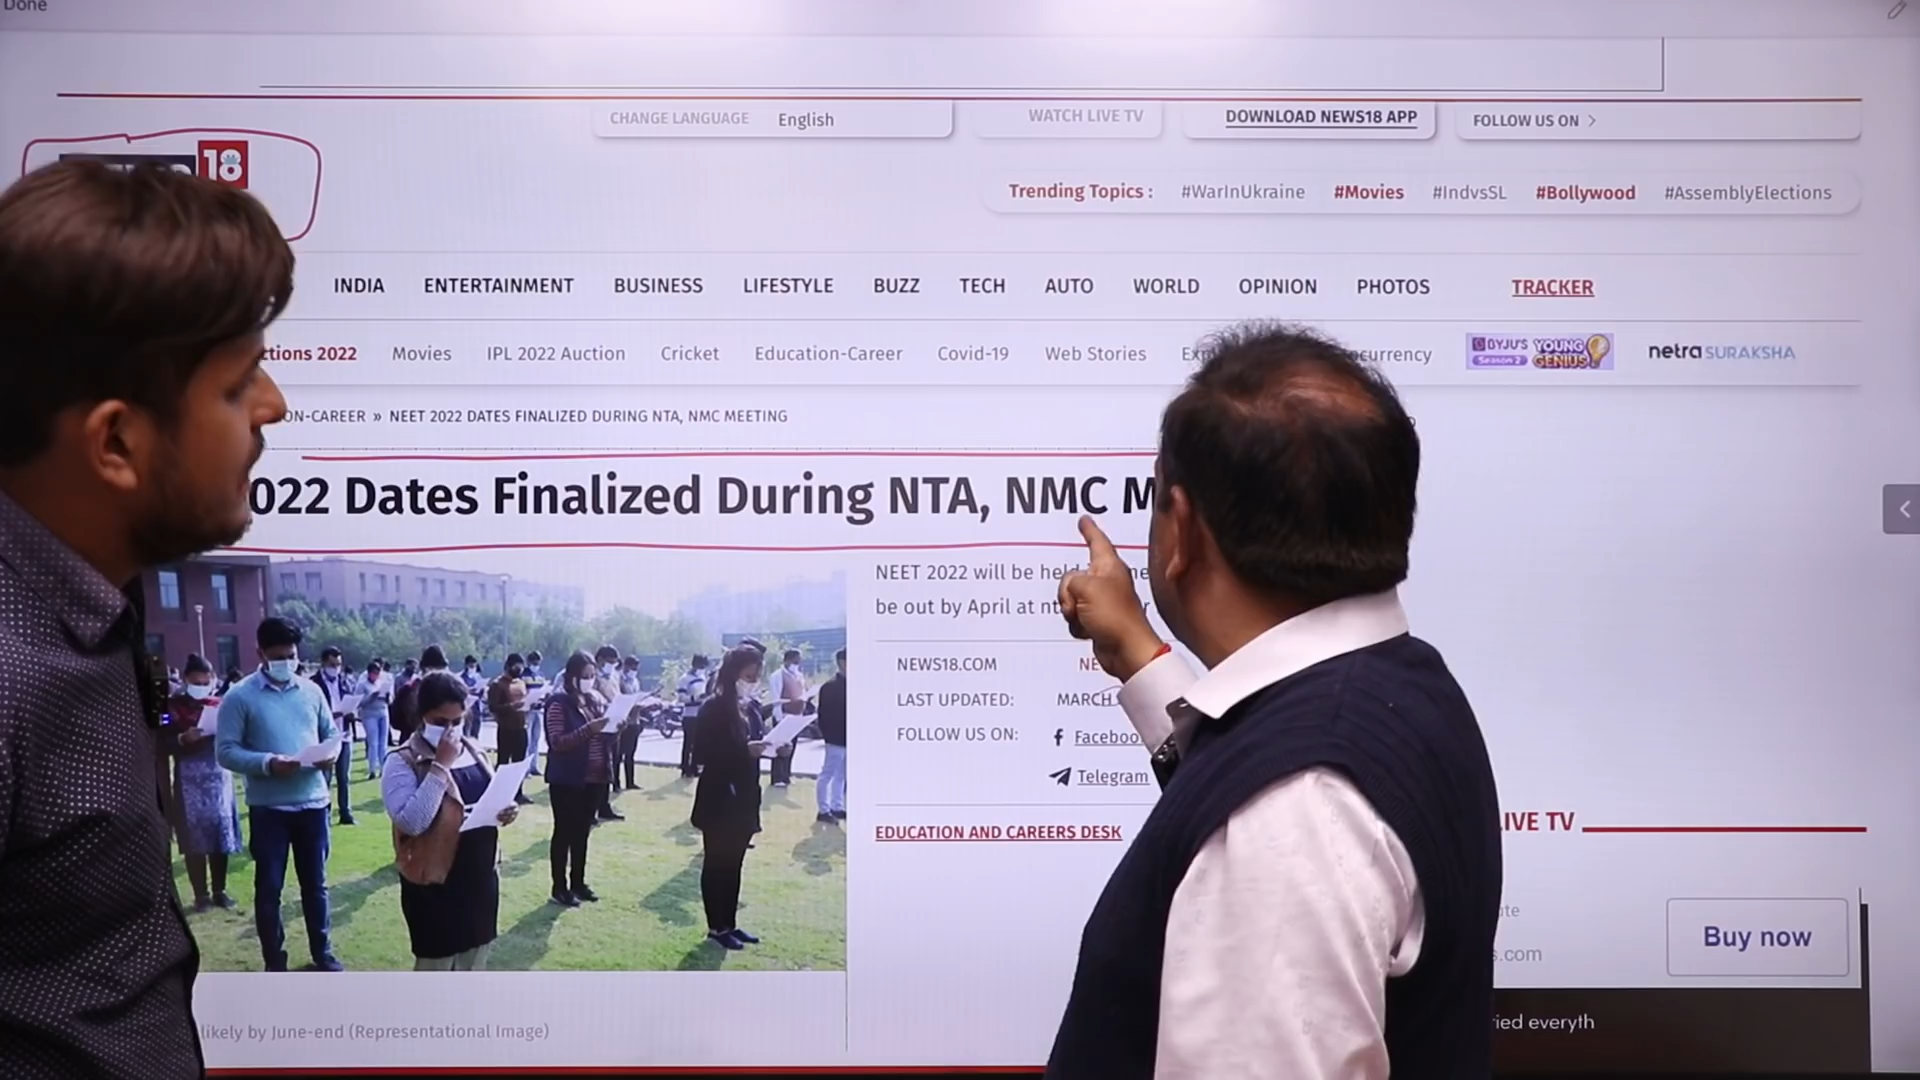 Done
CHANGE LANGUAGE English
WATCH LIVE TV
DOWNLOAD NEWS18 APP
FOLLOW US ON >
18
Trending Topics : #WarInUkraine #Movies #IndvsSL #Bollywood #AssemblyElections
INDIA ENTERTAINMENT BUSINESS LIFESTYLE BUZZ TECH AUTO WORLD OPINION PHOTOS TRACKER
ctions 2022 Movies IPL 2022 Auction Cricket Education-Career Covid-19 Web Stories Exp ocurrency BYJU'S YOUNG GENIUS Season 2 netra SURAKSHA
ON-CAREER » NEET 2022 DATES FINALIZED DURING NTA, NMC MEETING
022 Dates Finalized During NTA, NMC M
NEET 2022 will be held
be out by April at nt
NEWS18.COM NE
LAST UPDATED: MARCH
FOLLOW US ON: Faceboo
Telegram
EDUCATION AND CAREERS DESK
IVE TV
Buy now
s.com
likely by June-end (Representational Image)
ried everyth